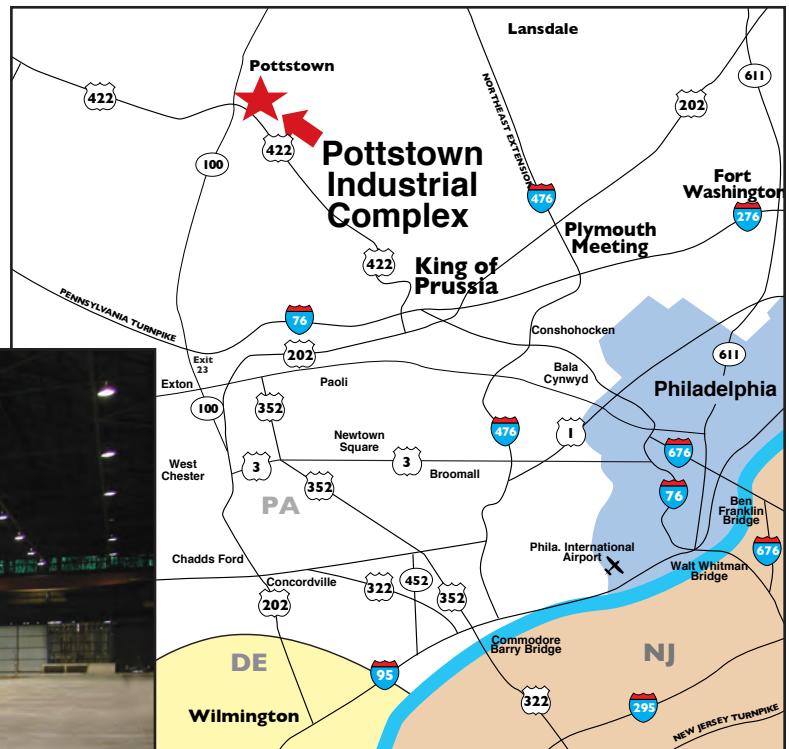 Lansdale
Pottstown
611
422
NORTHEAST EXTENSION
202
422
100
Pottstown
Industrial
Complex
Fort
Washington
476
276
Plymouth
Meeting
422
King of
Prussia
PENNSYLVANIA TURNPIKE
76
Conshohocken
202
Exit
23
611
Bala
Cynwyd
Exton
Paoli
Philadelphia
100
352
476
1
Newtown
Square
676
West
Chester
3
3
Broomall
352
76
PA
Ben
Franklin
Bridge
Phila. International
Airport
676
Chadds Ford
Walt Whitman
Bridge
Concordville
322
452
352
202
Commodore
Barry Bridge
DE
NJ
95
322
295
Wilmington
NEW JERSEY TURNPIKE